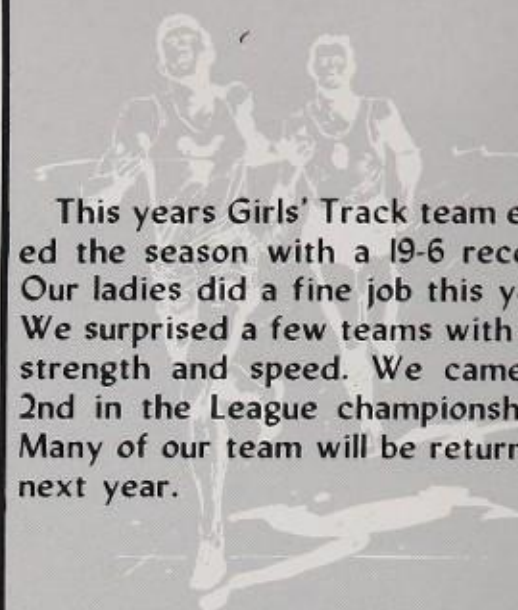 This years Girls' Track team e
ed the season with a 19-6 rec
Our ladies did a fine job this y
We surprised a few teams with
strength and speed. We came
2nd in the League championsh
Many of our team will be return
next year.